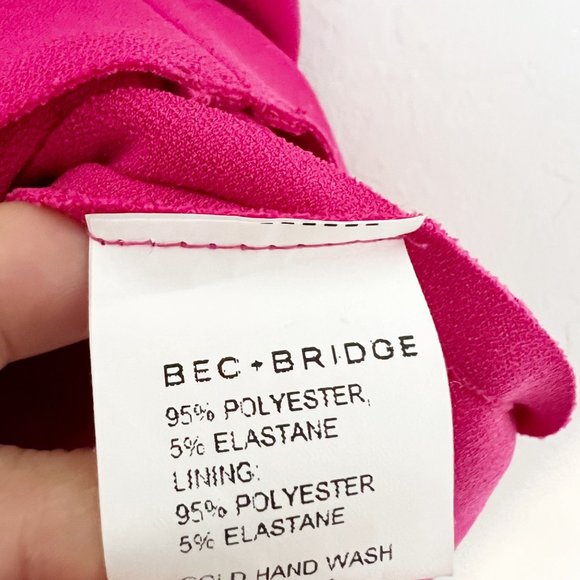 BEC + BRIDGE
95% POLYESTER,
5% ELASTANE
LINING:
95% POLYESTER
5% ELASTANE
COLD HAND WASH